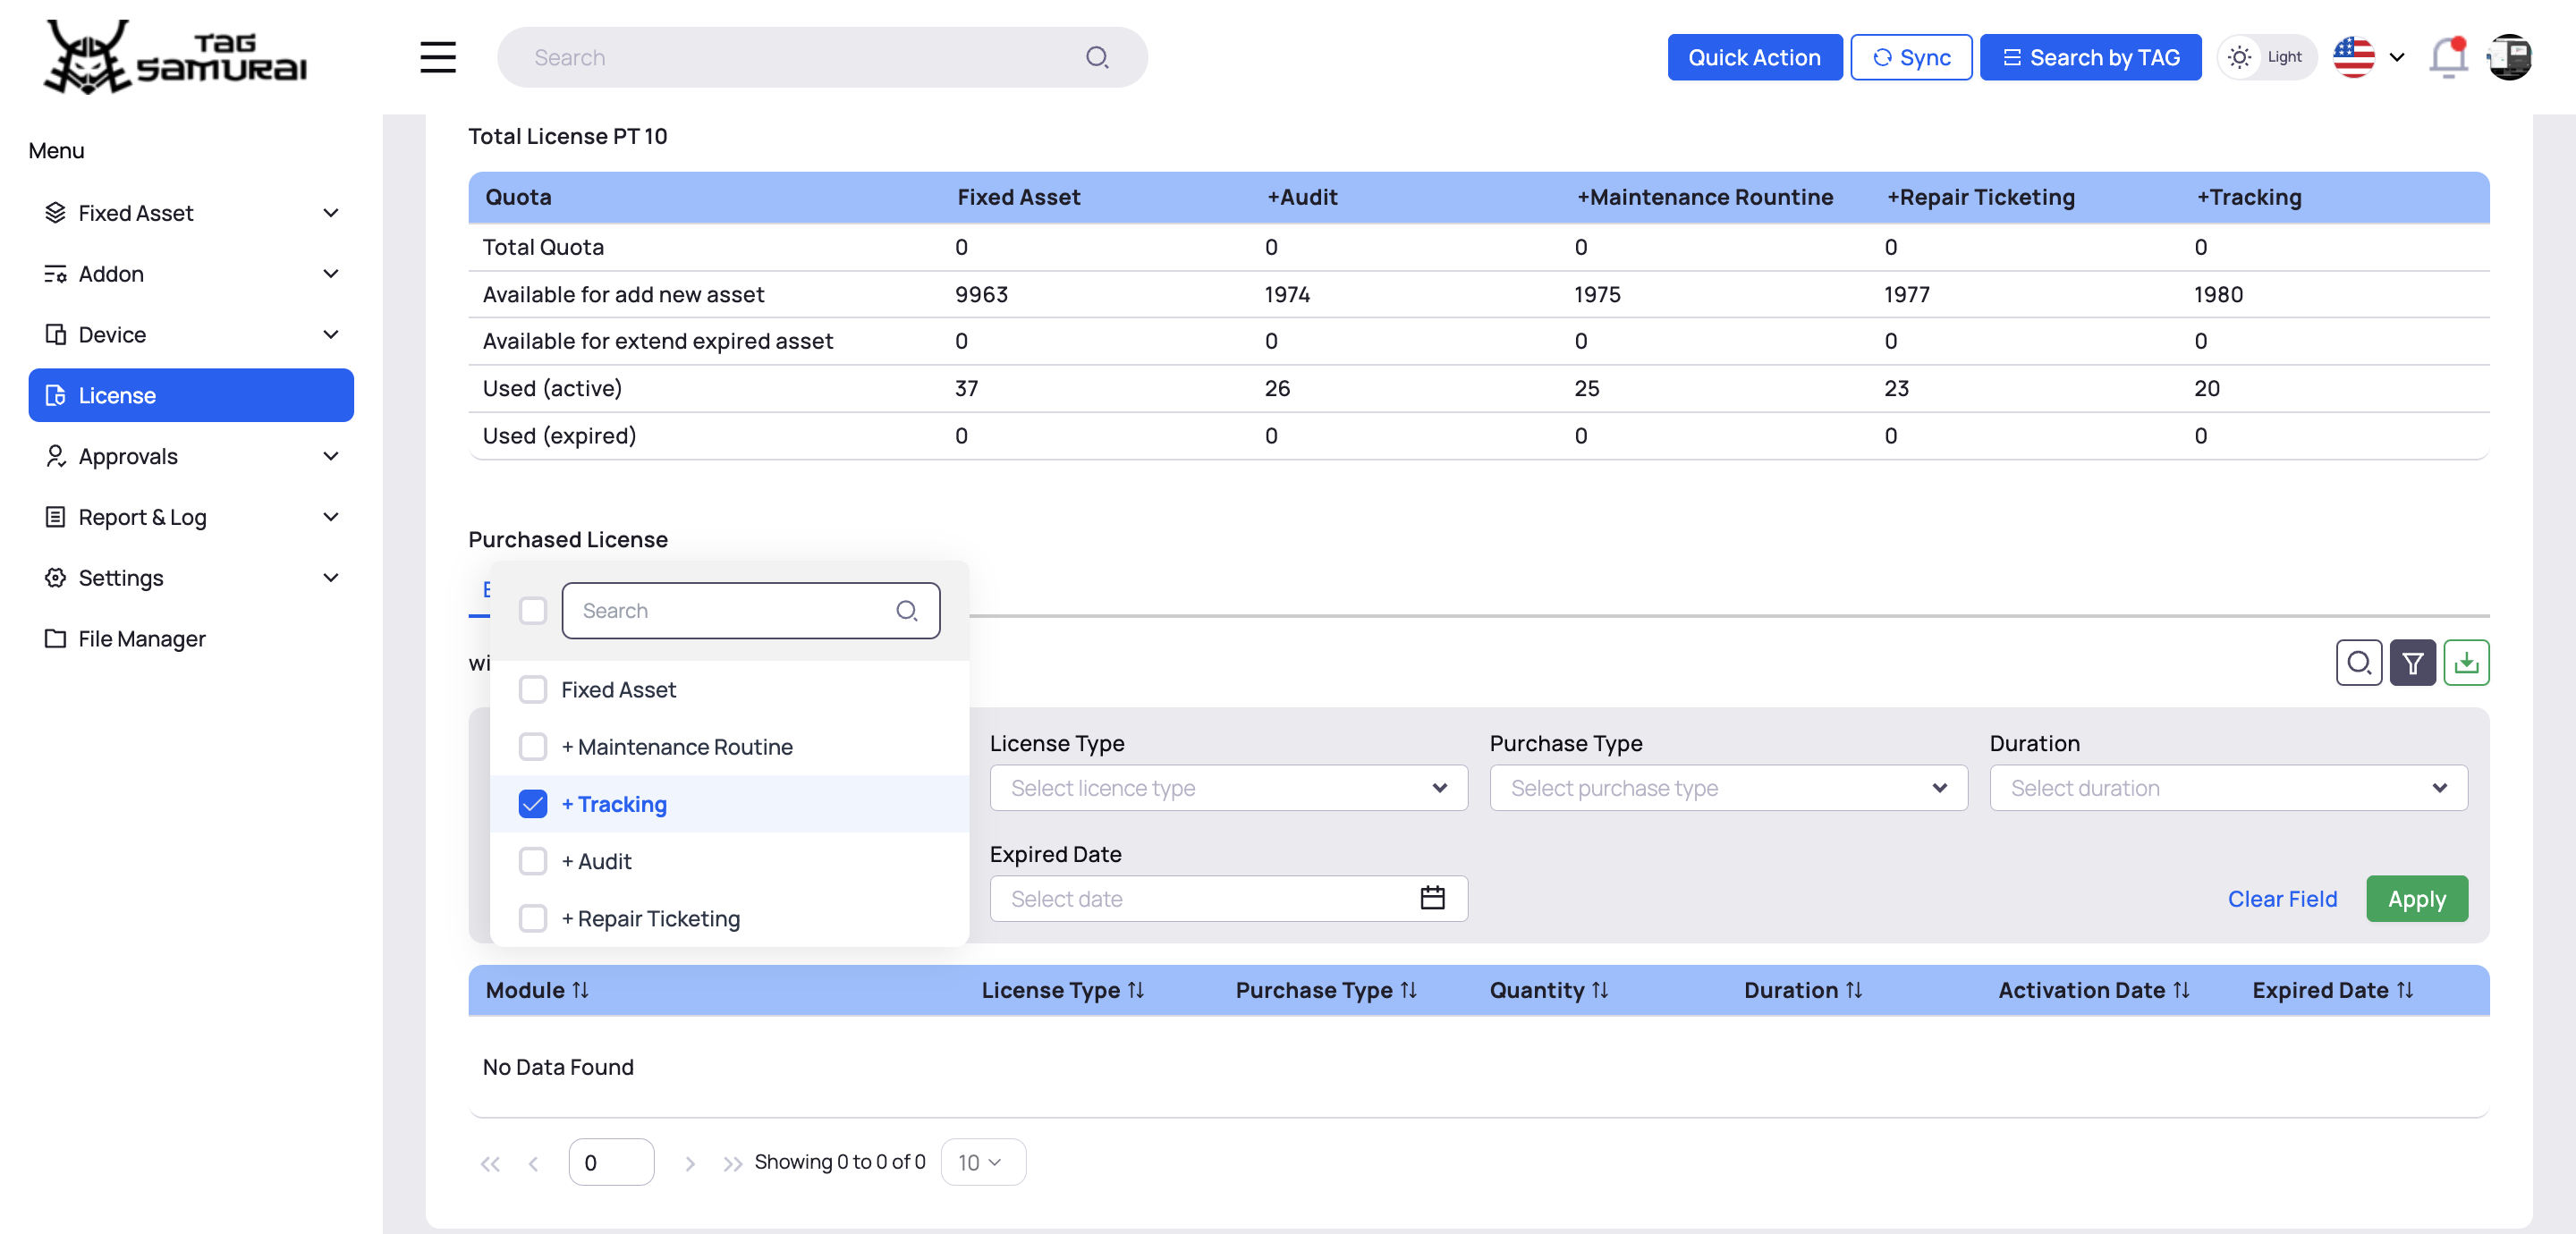 TAG SAMURAI
Search
Quick Action
Sync
Search by TAG
Light
Menu
Fixed Asset
Addon
Device
License
Approvals
Report & Log
Settings
File Manager
Total License PT 10
Quota Fixed Asset +Audit +Maintenance Rountine +Repair Ticketing +Tracking
Total Quota 0 0 0 0 0
Available for add new asset 9963 1974 1975 1977 1980
Available for extend expired asset 0 0 0 0 0
Used (active) 37 26 25 23 20
Used (expired) 0 0 0 0 0
Purchased License
Search
Fixed Asset
+ Maintenance Routine
+ Tracking
+ Audit
+ Repair Ticketing
License Type Purchase Type Duration
Select licence type Select purchase type Select duration
Expired Date
Select date
Clear Field Apply
Module License Type Purchase Type Quantity Duration Activation Date Expired Date
No Data Found
0 Showing 0 to 0 of 0 10